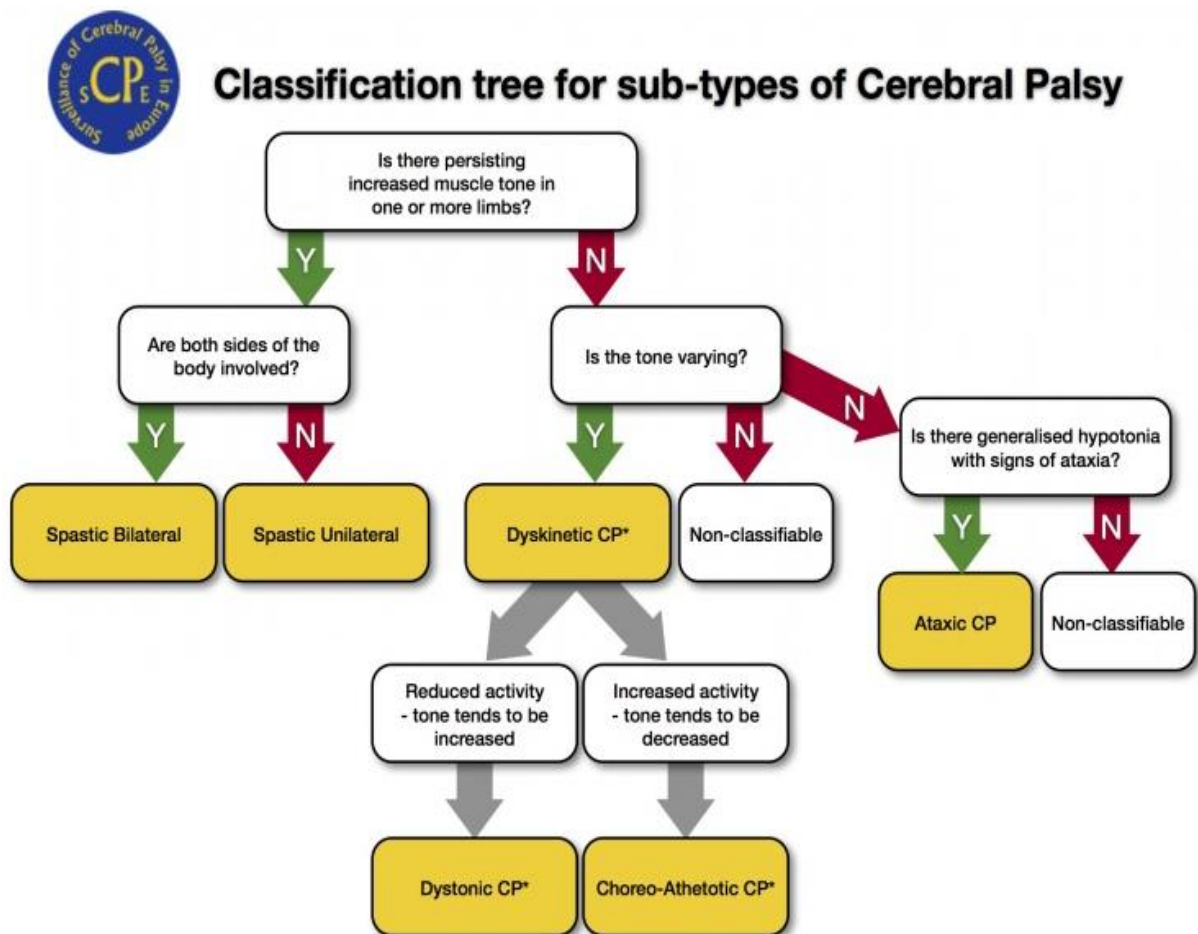 Surveillance of Cerebral Palsy in Europe
SCPE
Classification tree for sub-types of Cerebral Palsy
Is there persisting
increased muscle tone in
one or more limbs?
Y
N
Are both sides of the
body involved?
Is the tone varying?
Y
N
Y
N
N
Is there generalised hypotonia
with signs of ataxia?
Spastic Bilateral
Spastic Unilateral
Dyskinetic CP*
Non-classifiable
Y
N
Ataxic CP
Non-classifiable
Reduced activity
- tone tends to be
increased
Increased activity
- tone tends to be
decreased
Dystonic CP*
Choreo-Athetotic CP*